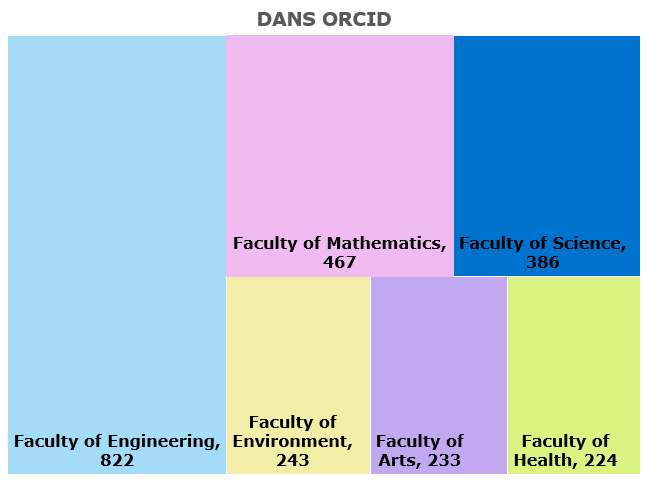 DANS ORCID
Faculty of Mathematics,
467
Faculty of Science,
386
Faculty of Engineering,
822
Faculty of
Environment,
243
Faculty of
Arts, 233
Faculty of
Health, 224